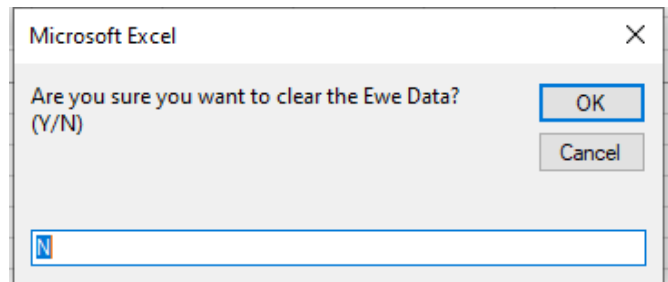 Microsoft Excel
Are you sure you want to clear the Ewe Data?
(Y/N)
OK
Cancel
N